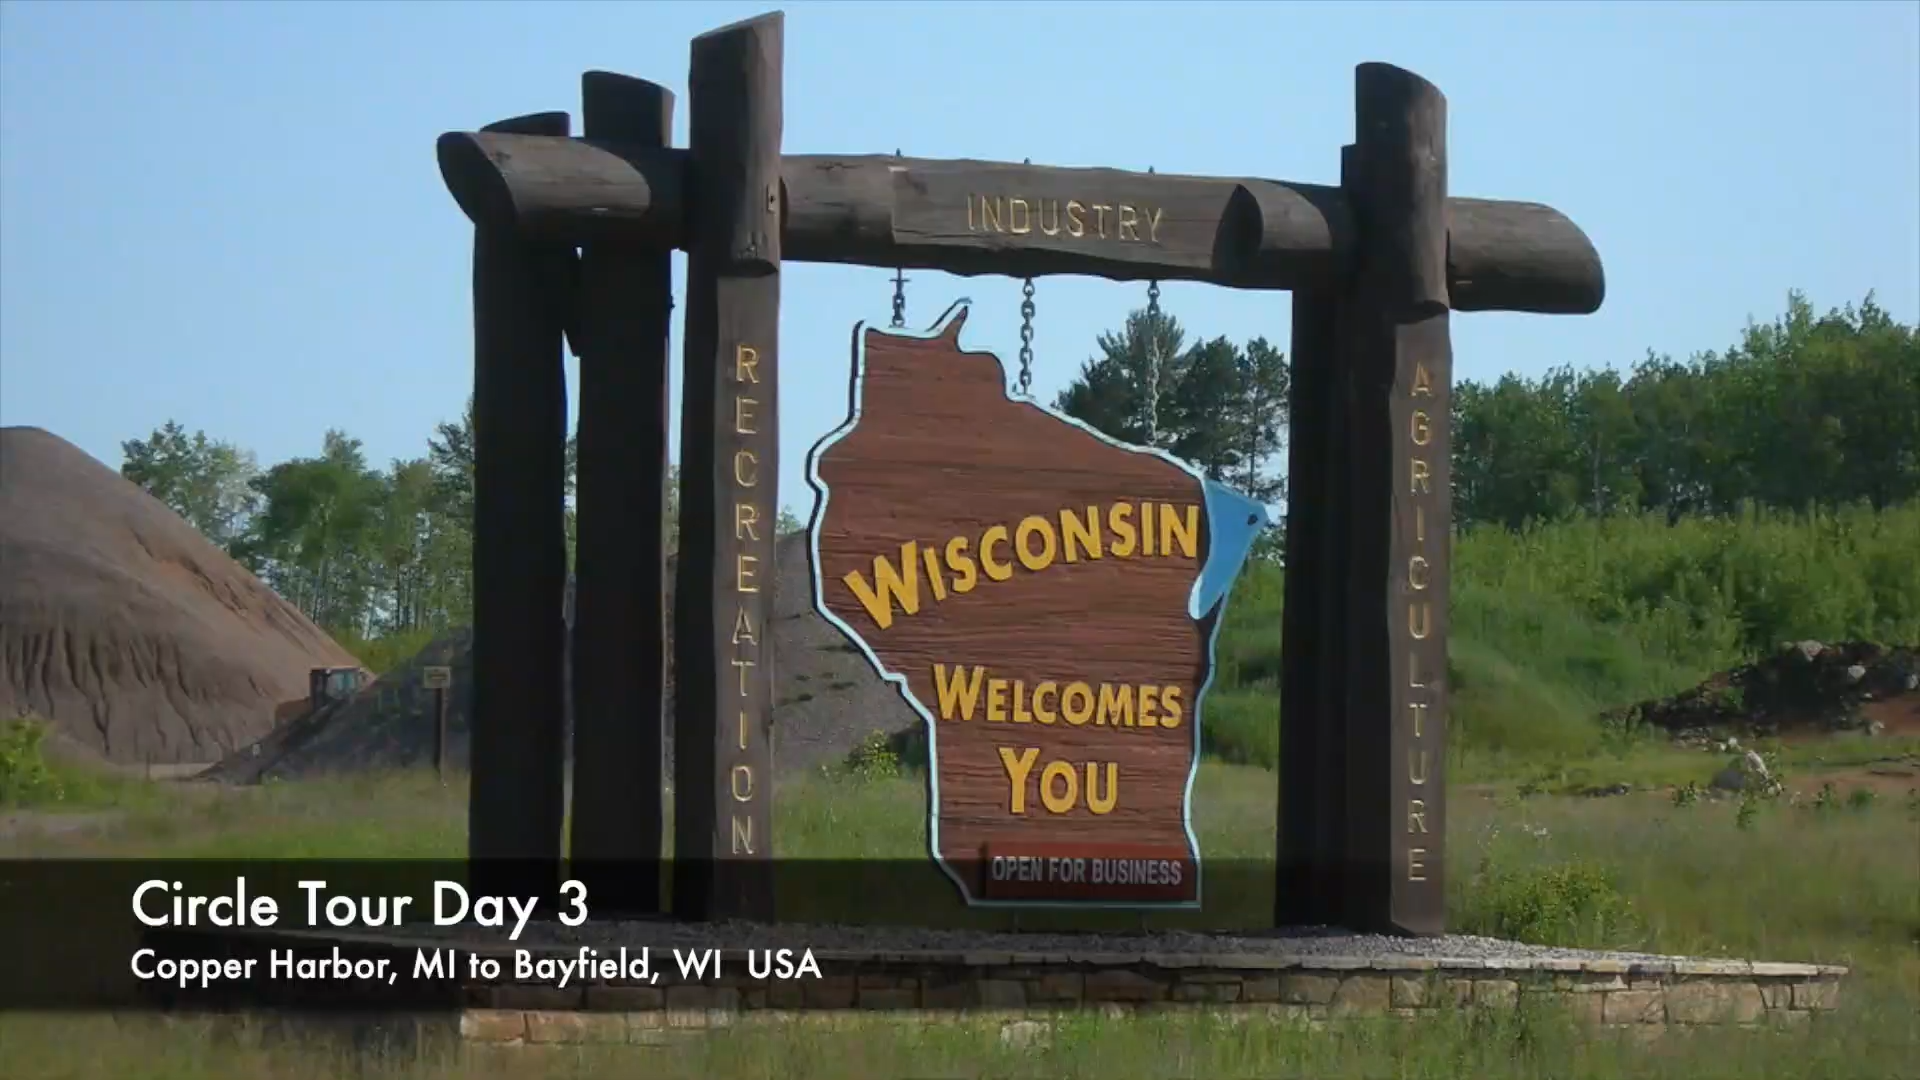 INDUSTRY
RECREATION
AGRICULTURE
WISCONSIN
WELCOMES
YOU
OPEN FOR BUSINESS
Circle Tour Day 3
Copper Harbor, MI to Bayfield, WI USA